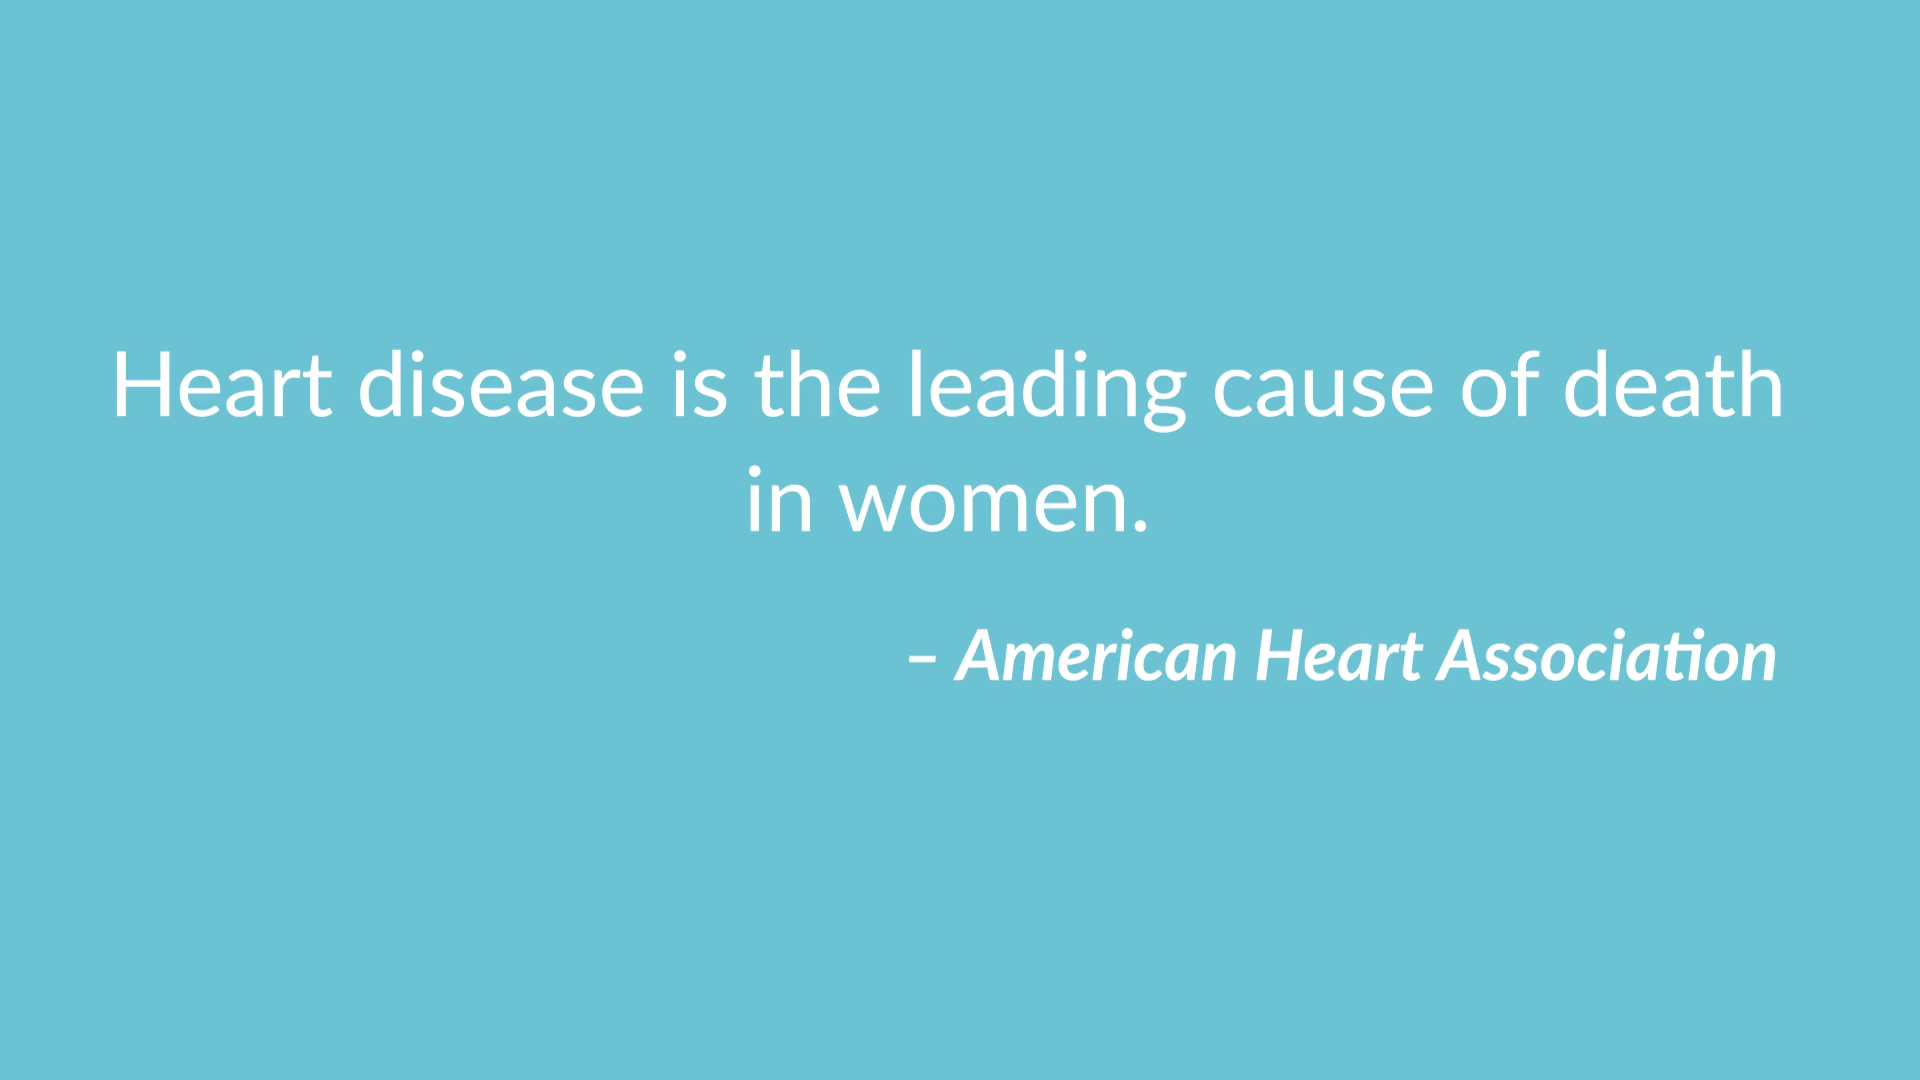 Heart disease is the leading cause of death
in women.
– American Heart Association